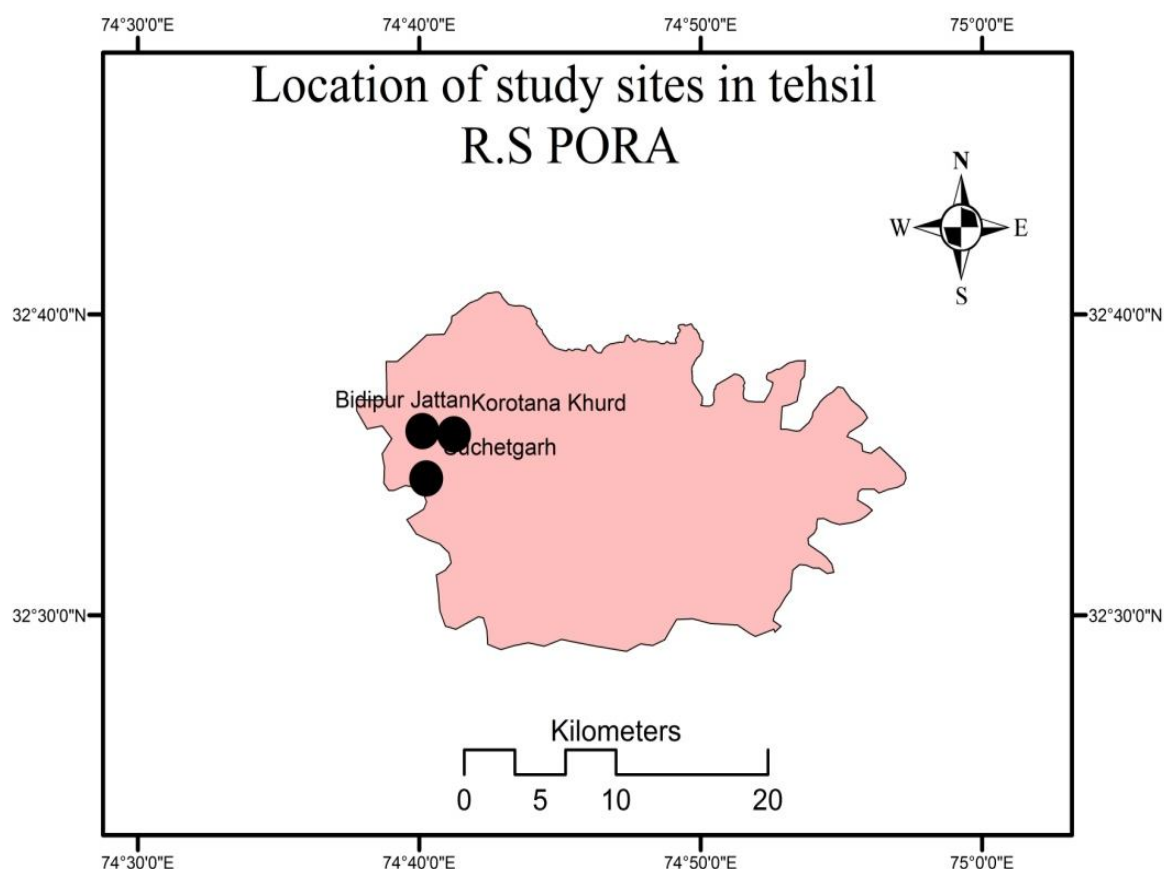 74°30'0"E 74°40'0"E 74°50'0"E 75°0'0"E
Location of study sites in tehsil
R.S PORA
N
W E
S
32°40'0"N 32°40'0"N
Bidipur Jattan Korotana Khurd
32°30'0"N 32°30'0"N
Kilometers
0 5 10 20
74°30'0"E 74°40'0"E 74°50'0"E 75°0'0"E